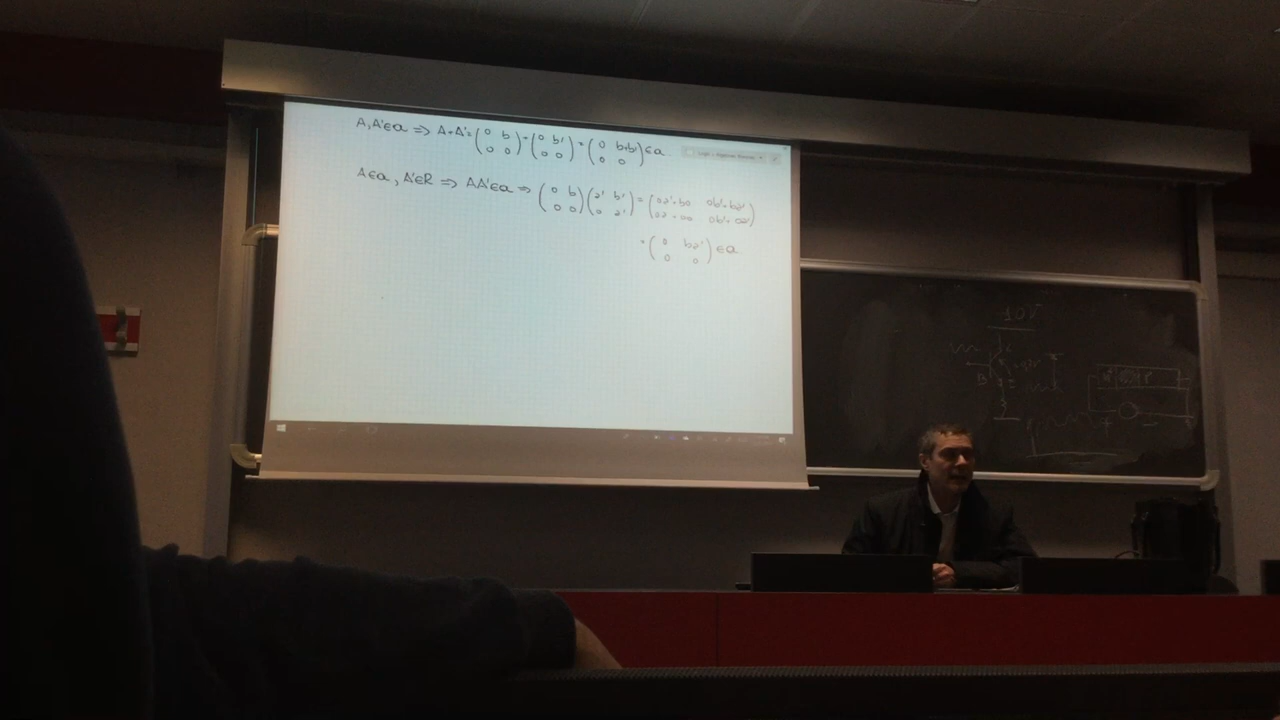 A, A' ∈ a ⇒ A+A' = (0 b / 0 0) + (0 b' / 0 0) = (0 b+b' / 0 0) ∈ a
A ∈ a, A' ∈ R ⇒ AA' ∈ a ⇒ (0 b / 0 0) (a' b' / 0 a') = (0a'+b0 0b'+ba' / 0a'+00 0b'+0a')
= (0 ba' / 0 0) ∈ a
B